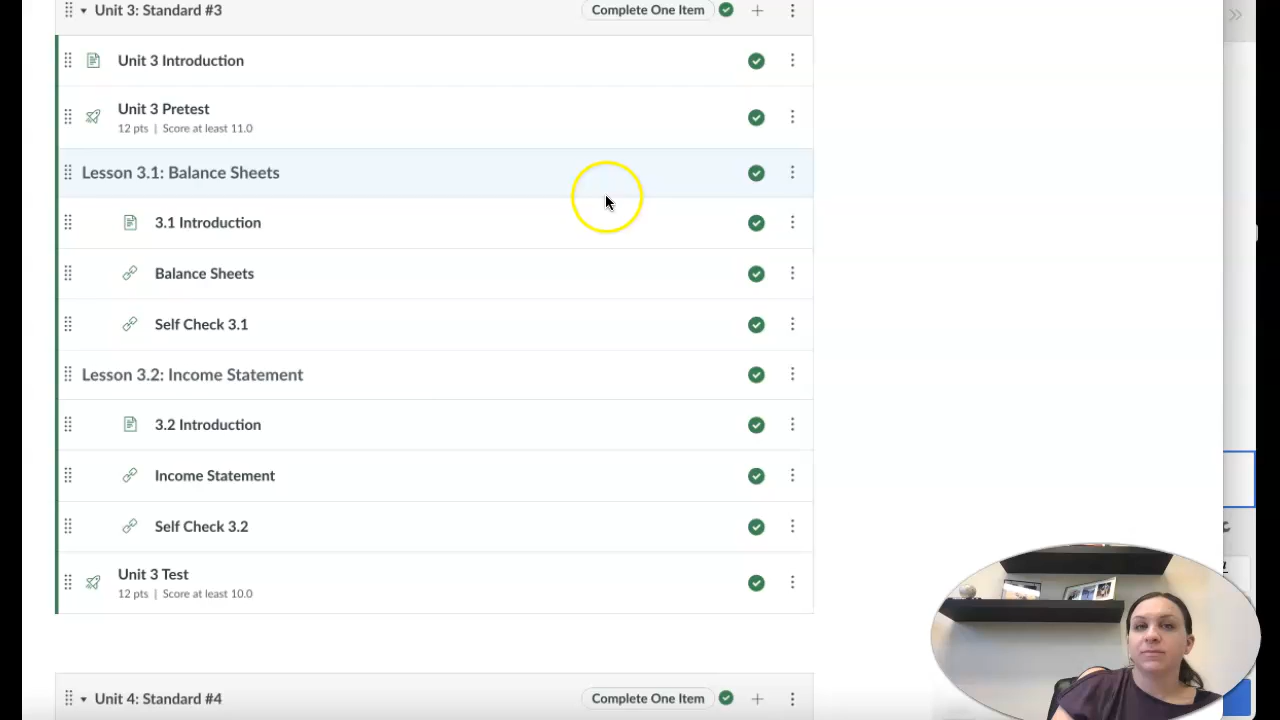 Unit 3: Standard #3 Complete One Item
Unit 3 Introduction
Unit 3 Pretest
12 pts | Score at least 11.0
Lesson 3.1: Balance Sheets
3.1 Introduction
Balance Sheets
Self Check 3.1
Lesson 3.2: Income Statement
3.2 Introduction
Income Statement
Self Check 3.2
Unit 3 Test
12 pts | Score at least 10.0
Unit 4: Standard #4 Complete One Item